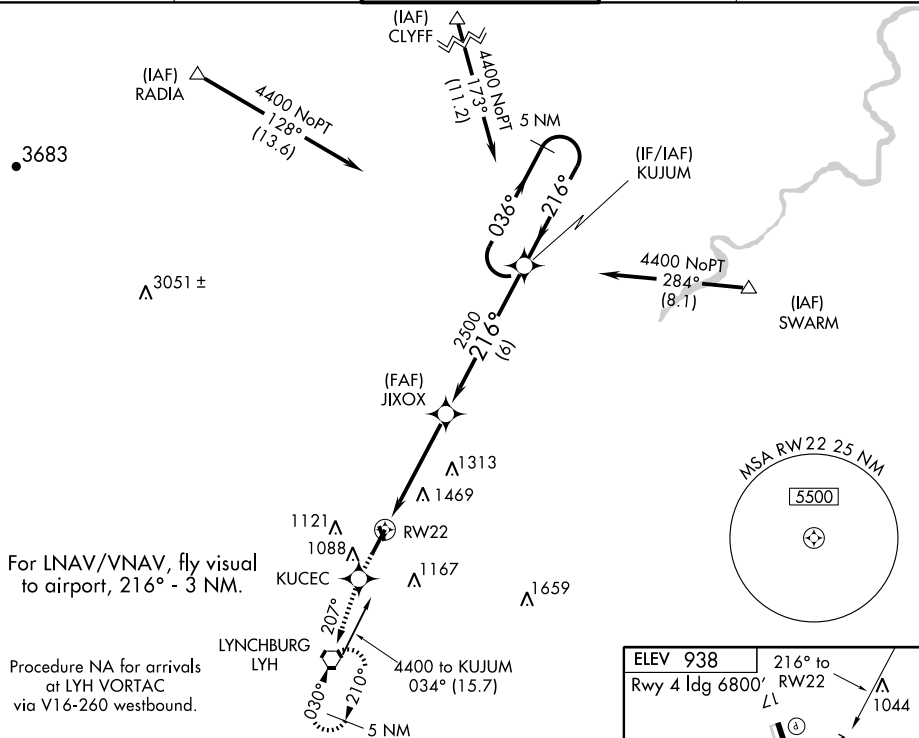 (IAF)
CLYFF
(IAF)
RADIA
4400 NoPT
128°
(13.6)
4400 NoPT
173°
(11.2)
5 NM
3683
(IF/IAF)
KUJUM
036°
216°
4400 NoPT
284°
(8.1)
(IAF)
SWARM
3051 ±
2500
216°
(6)
(FAF)
JIXOX
1313
1469
MSA RW22 25 NM
5500
1121
RW22
1088
For LNAV/VNAV, fly visual
to airport, 216° - 3 NM.
KUCEC
1167
1659
207°
LYNCHBURG
LYH
4400 to KUJUM
034° (15.7)
Procedure NA for arrivals
at LYH VORTAC
via V16-260 westbound.
030°
210°
5 NM
ELEV 938
Rwy 4 ldg 6800'
216° to
RW22
1044
17
P